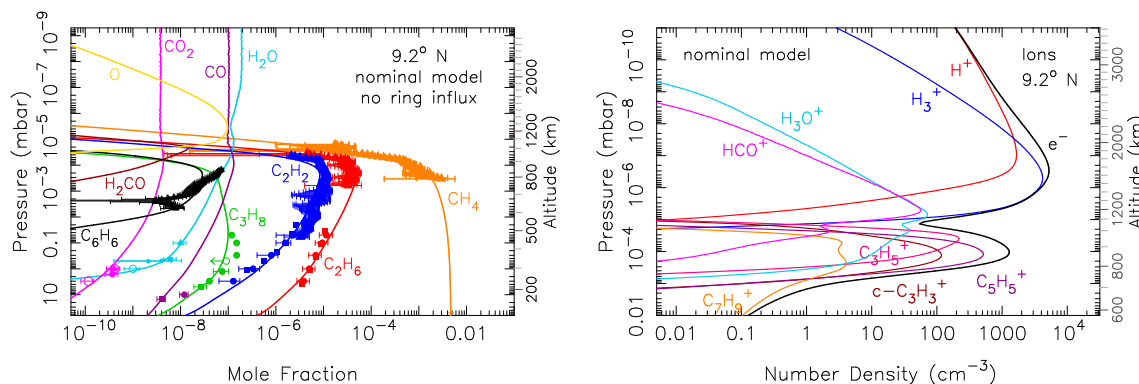 9.2° N
nominal model
no ring influx
CO₂
H₂O
CO
O
H₂CO
C₂H₂
CH₄
C₃H₈
C₆H₆
C₂H₆
10⁻⁹
10⁻⁷
10⁻⁵
10⁻³
0.1
10
Pressure (mbar)
2000
1200
800
500
200
Altitude (km)
10⁻¹⁰
10⁻⁸
10⁻⁶
10⁻⁴
0.01
Mole Fraction
nominal model
Ions
9.2° N
H⁺
H₃⁺
H₃O⁺
HCO⁺
e⁻
C₃H₅⁺
C₅H₅⁺
c−C₃H₃⁺
C₇H₉⁺
10⁻¹⁰
10⁻⁸
10⁻⁶
10⁻⁴
0.01
Pressure (mbar)
3000
2000
1200
800
600
Altitude (km)
0.01
0.1
1
10
100
1000
10⁴
Number Density (cm⁻³)